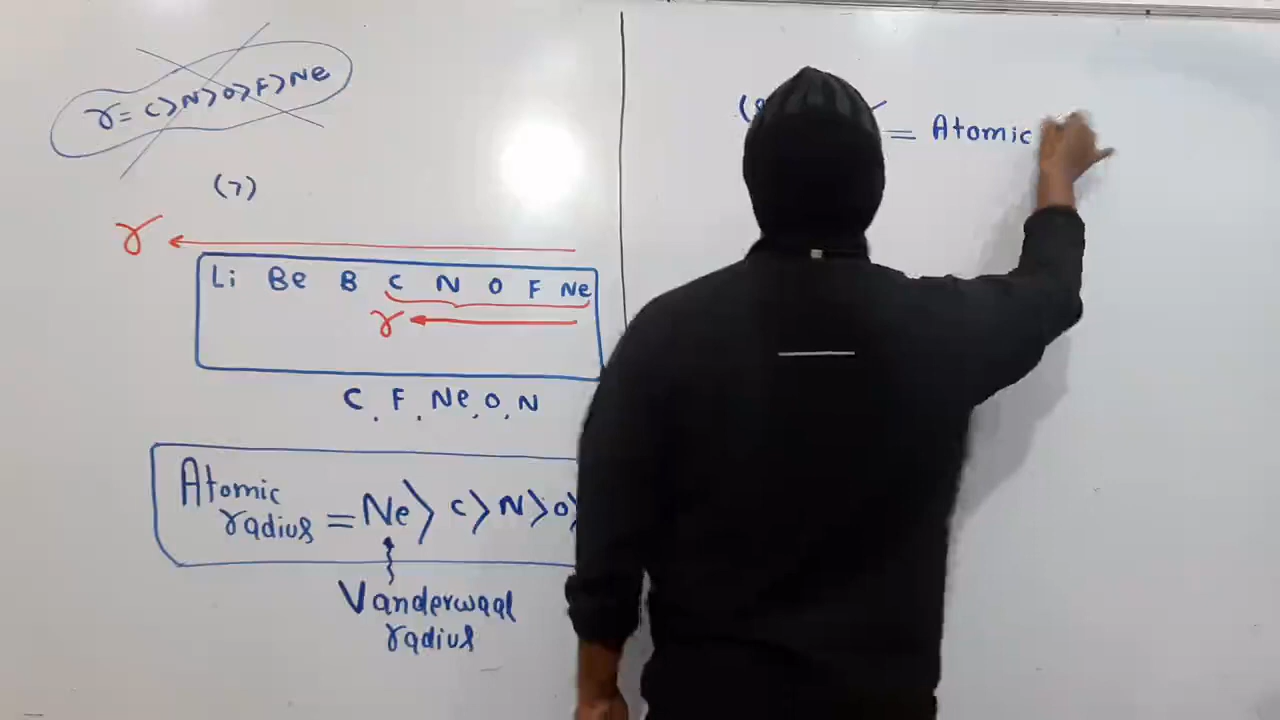 r = C > N > O > F > Ne
(7)
r
Li Be B C N O F Ne
r
C, F, Ne, O, N
Atomic
radius = Ne > C > N > O >
Vanderwaal
radius
= Atomic